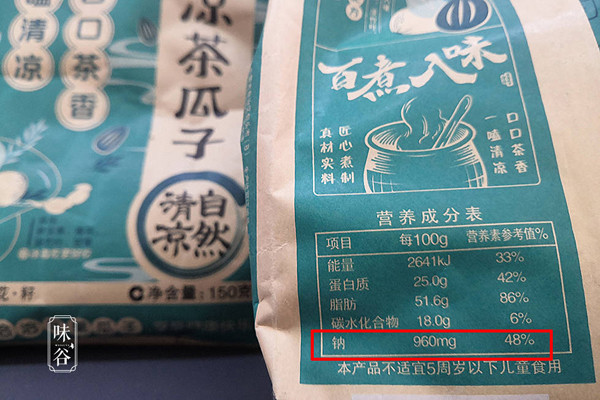 嗑清凉
口口茶香
凉茶瓜子
自然清凉
花·籽
净含量：150克
味谷
百煮入味
匠心煮制
真材实料
口口茶香
一嗑清凉
营养成分表
项目 每100g 营养素参考值%
能量 2641kJ 33%
蛋白质 25.0g 42%
脂肪 51.6g 86%
碳水化合物 18.0g 6%
钠 960mg 48%
本产品不适宜5周岁以下儿童食用